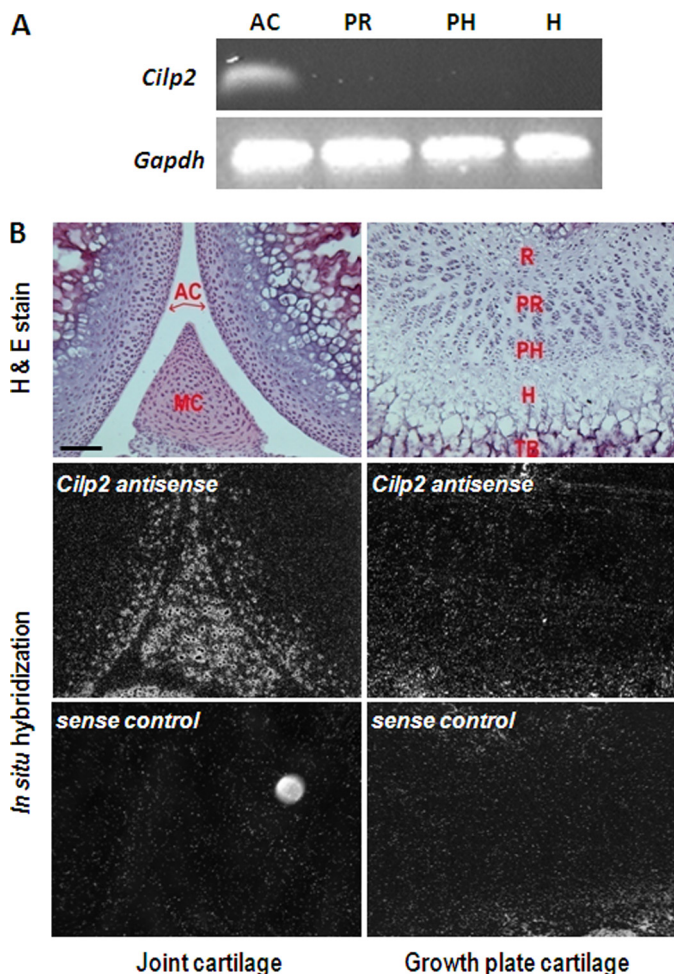 A
AC PR PH H
Cilp2
Gapdh
B
H & E stain
AC
MC
R
PR
PH
H
TB
Cilp2 antisense
Cilp2 antisense
In situ hybridization
sense control
sense control
Joint cartilage
Growth plate cartilage